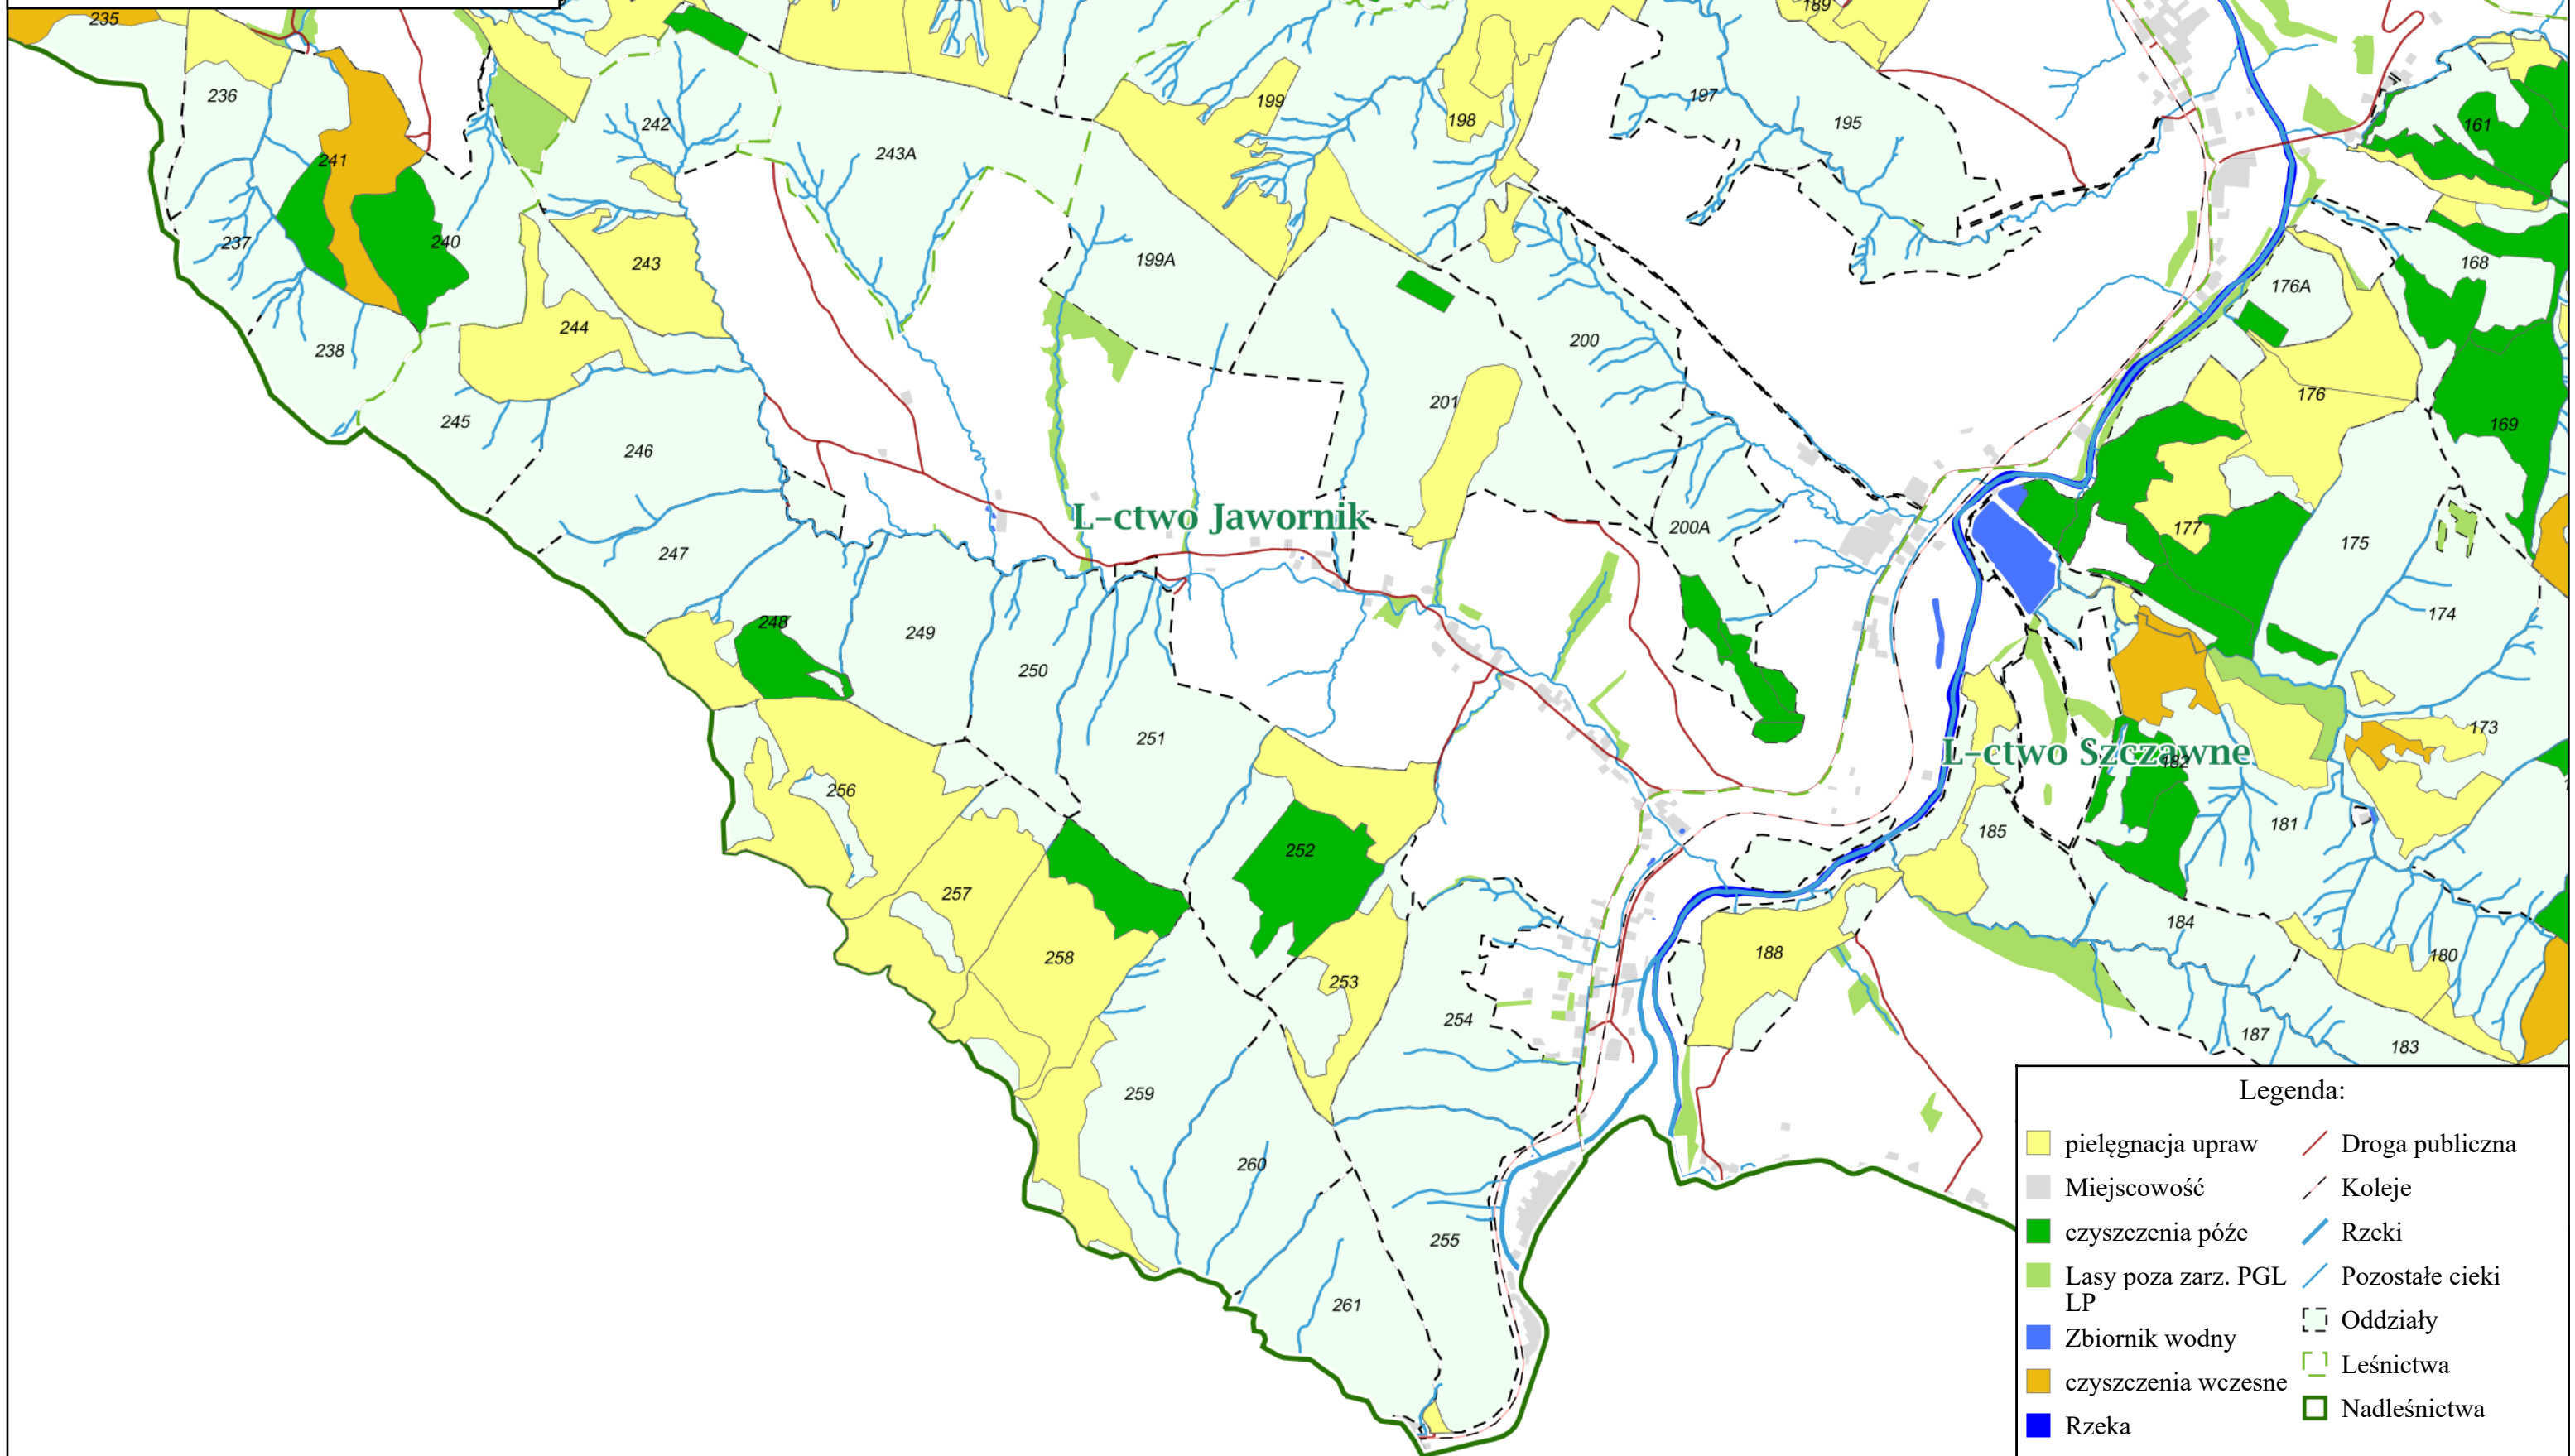 235
189
236
199
198
197
195
161
242
243A
241
237
240
243
199A
168
176A
244
238
200
176
245
246
201
169
L-ctwo Jawornik
200A
177
175
247
248
249
174
250
251
173
L-ctwo Szczawne
182
256
252
185
181
257
258
253
188
184
180
254
187
183
259
260
255
261
Legenda:
pielęgnacja upraw
Miejscowość
czyszczenia późe
Lasy poza zarz. PGL
LP
Zbiornik wodny
czyszczenia wczesne
Rzeka
Droga publiczna
Koleje
Rzeki
Pozostałe cieki
Oddziały
Leśnictwa
Nadleśnictwa